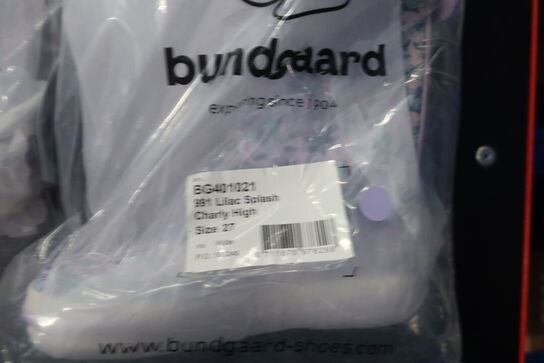 bundgaard
exploring since 1904
BG401021
991 Lilac Splash
Charly High
Size 27
www.bundgaard-shoes.com